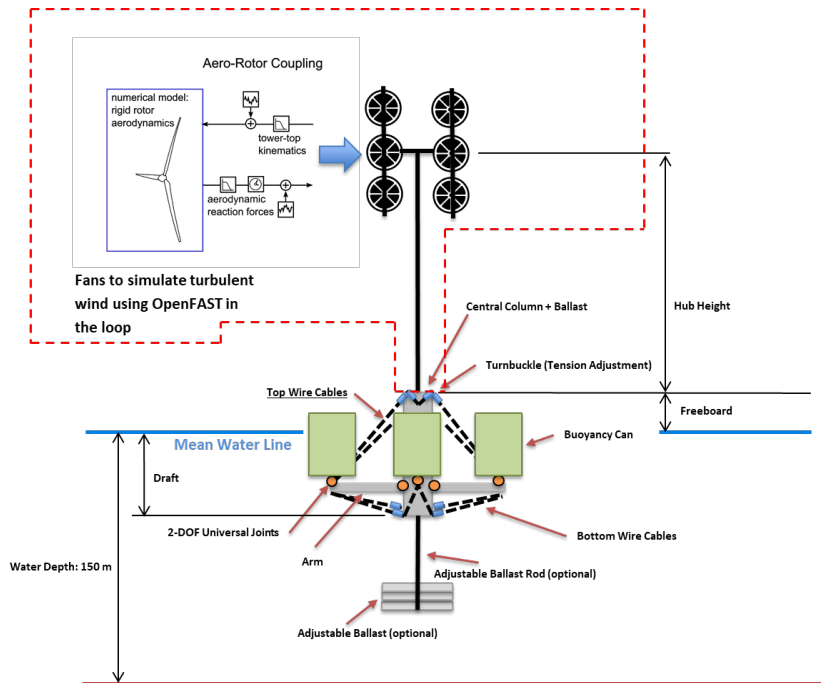 Aero-Rotor Coupling
numerical model:
rigid rotor
aerodynamics
tower-top
kinematics
aerodynamic
reaction forces
Fans to simulate turbulent
wind using OpenFAST in
the loop
Central Column + Ballast
Hub Height
Turnbuckle (Tension Adjustment)
Top Wire Cables
Freeboard
Mean Water Line
Buoyancy Can
Draft
2-DOF Universal Joints
Bottom Wire Cables
Arm
Water Depth: 150 m
Adjustable Ballast Rod (optional)
Adjustable Ballast (optional)